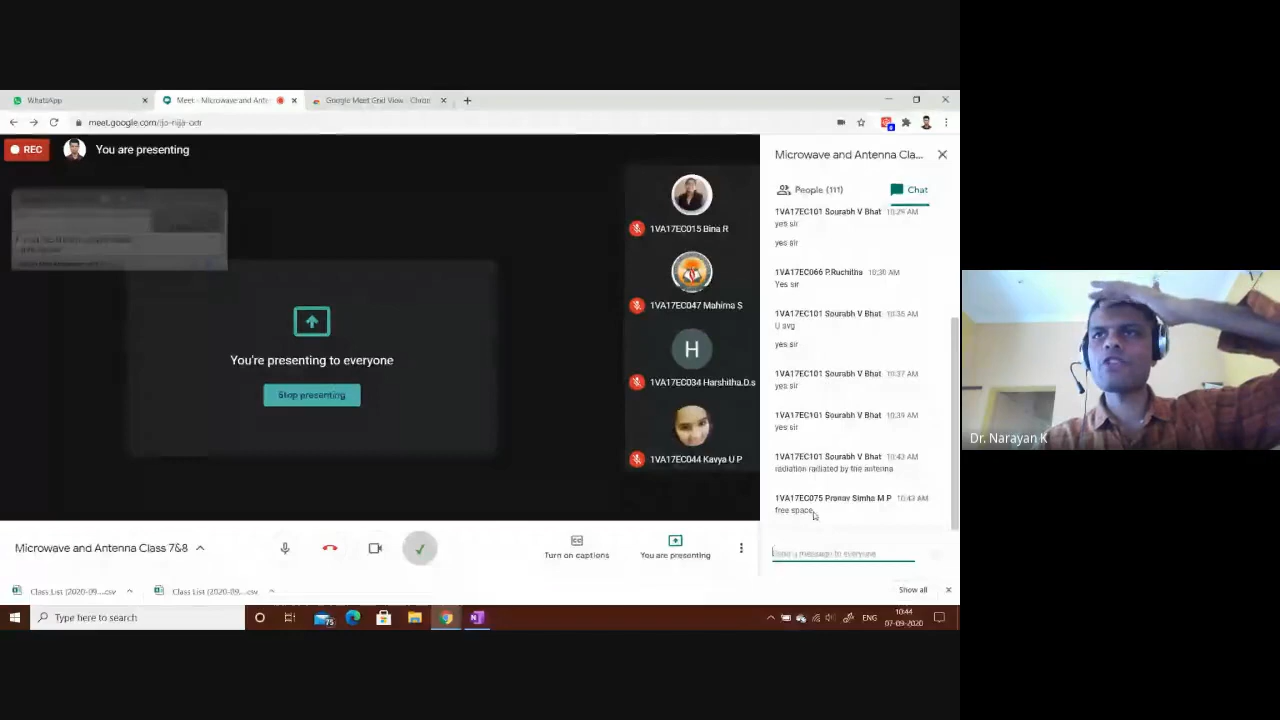 WhatsApp
Meet - Microwave and Ante
Google Meet Grid View - Chrom
meet.google.com/
REC
You are presenting
Microwave and Antenna Cla...
People (111)
Chat
1VA17EC101 Sourabh V Bhat 10:29 AM
yes sir
yes sir
1VA17EC066 P.Ruchitha 10:30 AM
Yes sir
1VA17EC101 Sourabh V Bhat 10:35 AM
U avg
yes sir
1VA17EC101 Sourabh V Bhat 10:37 AM
yes sir
1VA17EC101 Sourabh V Bhat 10:39 AM
yes sir
1VA17EC101 Sourabh V Bhat 10:43 AM
radiation radiated by the antenna
1VA17EC075 Pranav Simha M P 10:43 AM
free space
Send a message to everyone
1VA17EC015 Bina R
1VA17EC047 Mahima S
H
1VA17EC034 Harshitha.D.s
1VA17EC044 Kavya U P
You're presenting to everyone
Stop presenting
Dr. Narayan K
Microwave and Antenna Class 7&8
Turn on captions
You are presenting
Class List (2020-09....csv
Class List (2020-09....csv
Show all
Type here to search
75
ENG
10:44
07-09-2020